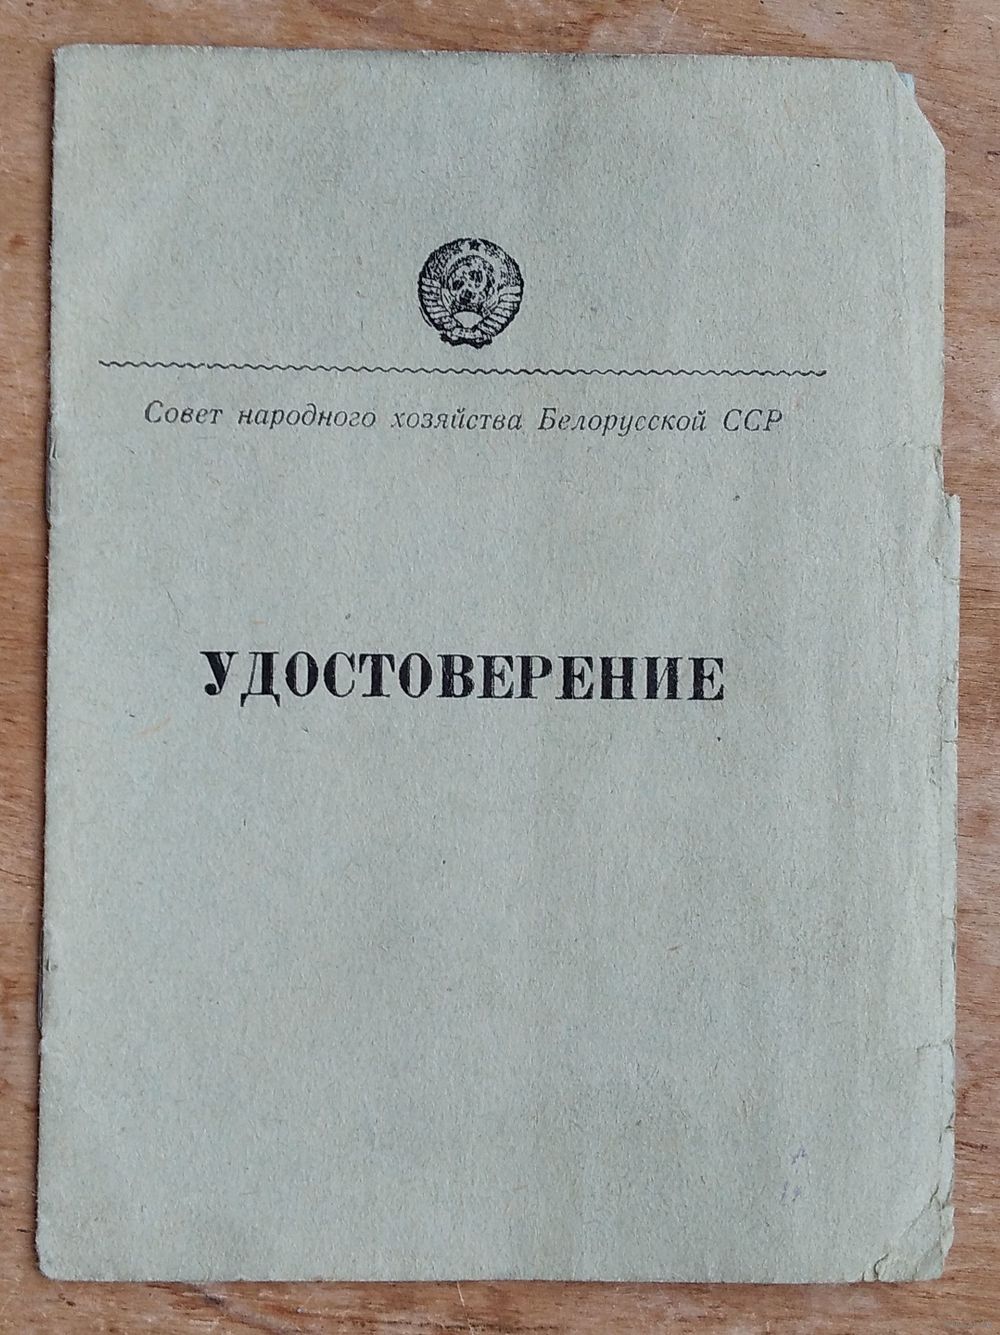 Совет народного хозяйства Белорусской ССР
УДОСТОВЕРЕНИЕ